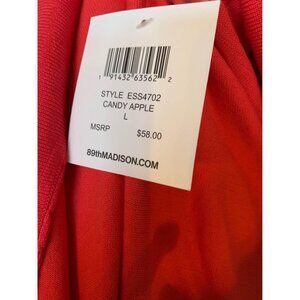 1 91432 63562 2
STYLE ESS4702
CANDY APPLE
L
MSRP $58.00
89thMADISON.COM